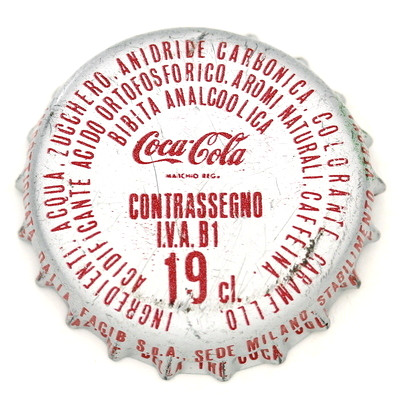 INGREDIENTI: ACQUA, ZUCCHERO, ANIDRIDE CARBONICA, COLORANTE CARAMELLO
ACIDIFICANTE ACIDO ORTOFOSFORICO, AROMI NATURALI, CAFFEINA.
BIBITA ANALCOOLICA
Coca-Cola
MARCHIO REG.
CONTRASSEGNO
I.V.A. B1
19 cl.
FAGIB S.p.A. SEDE MILANO